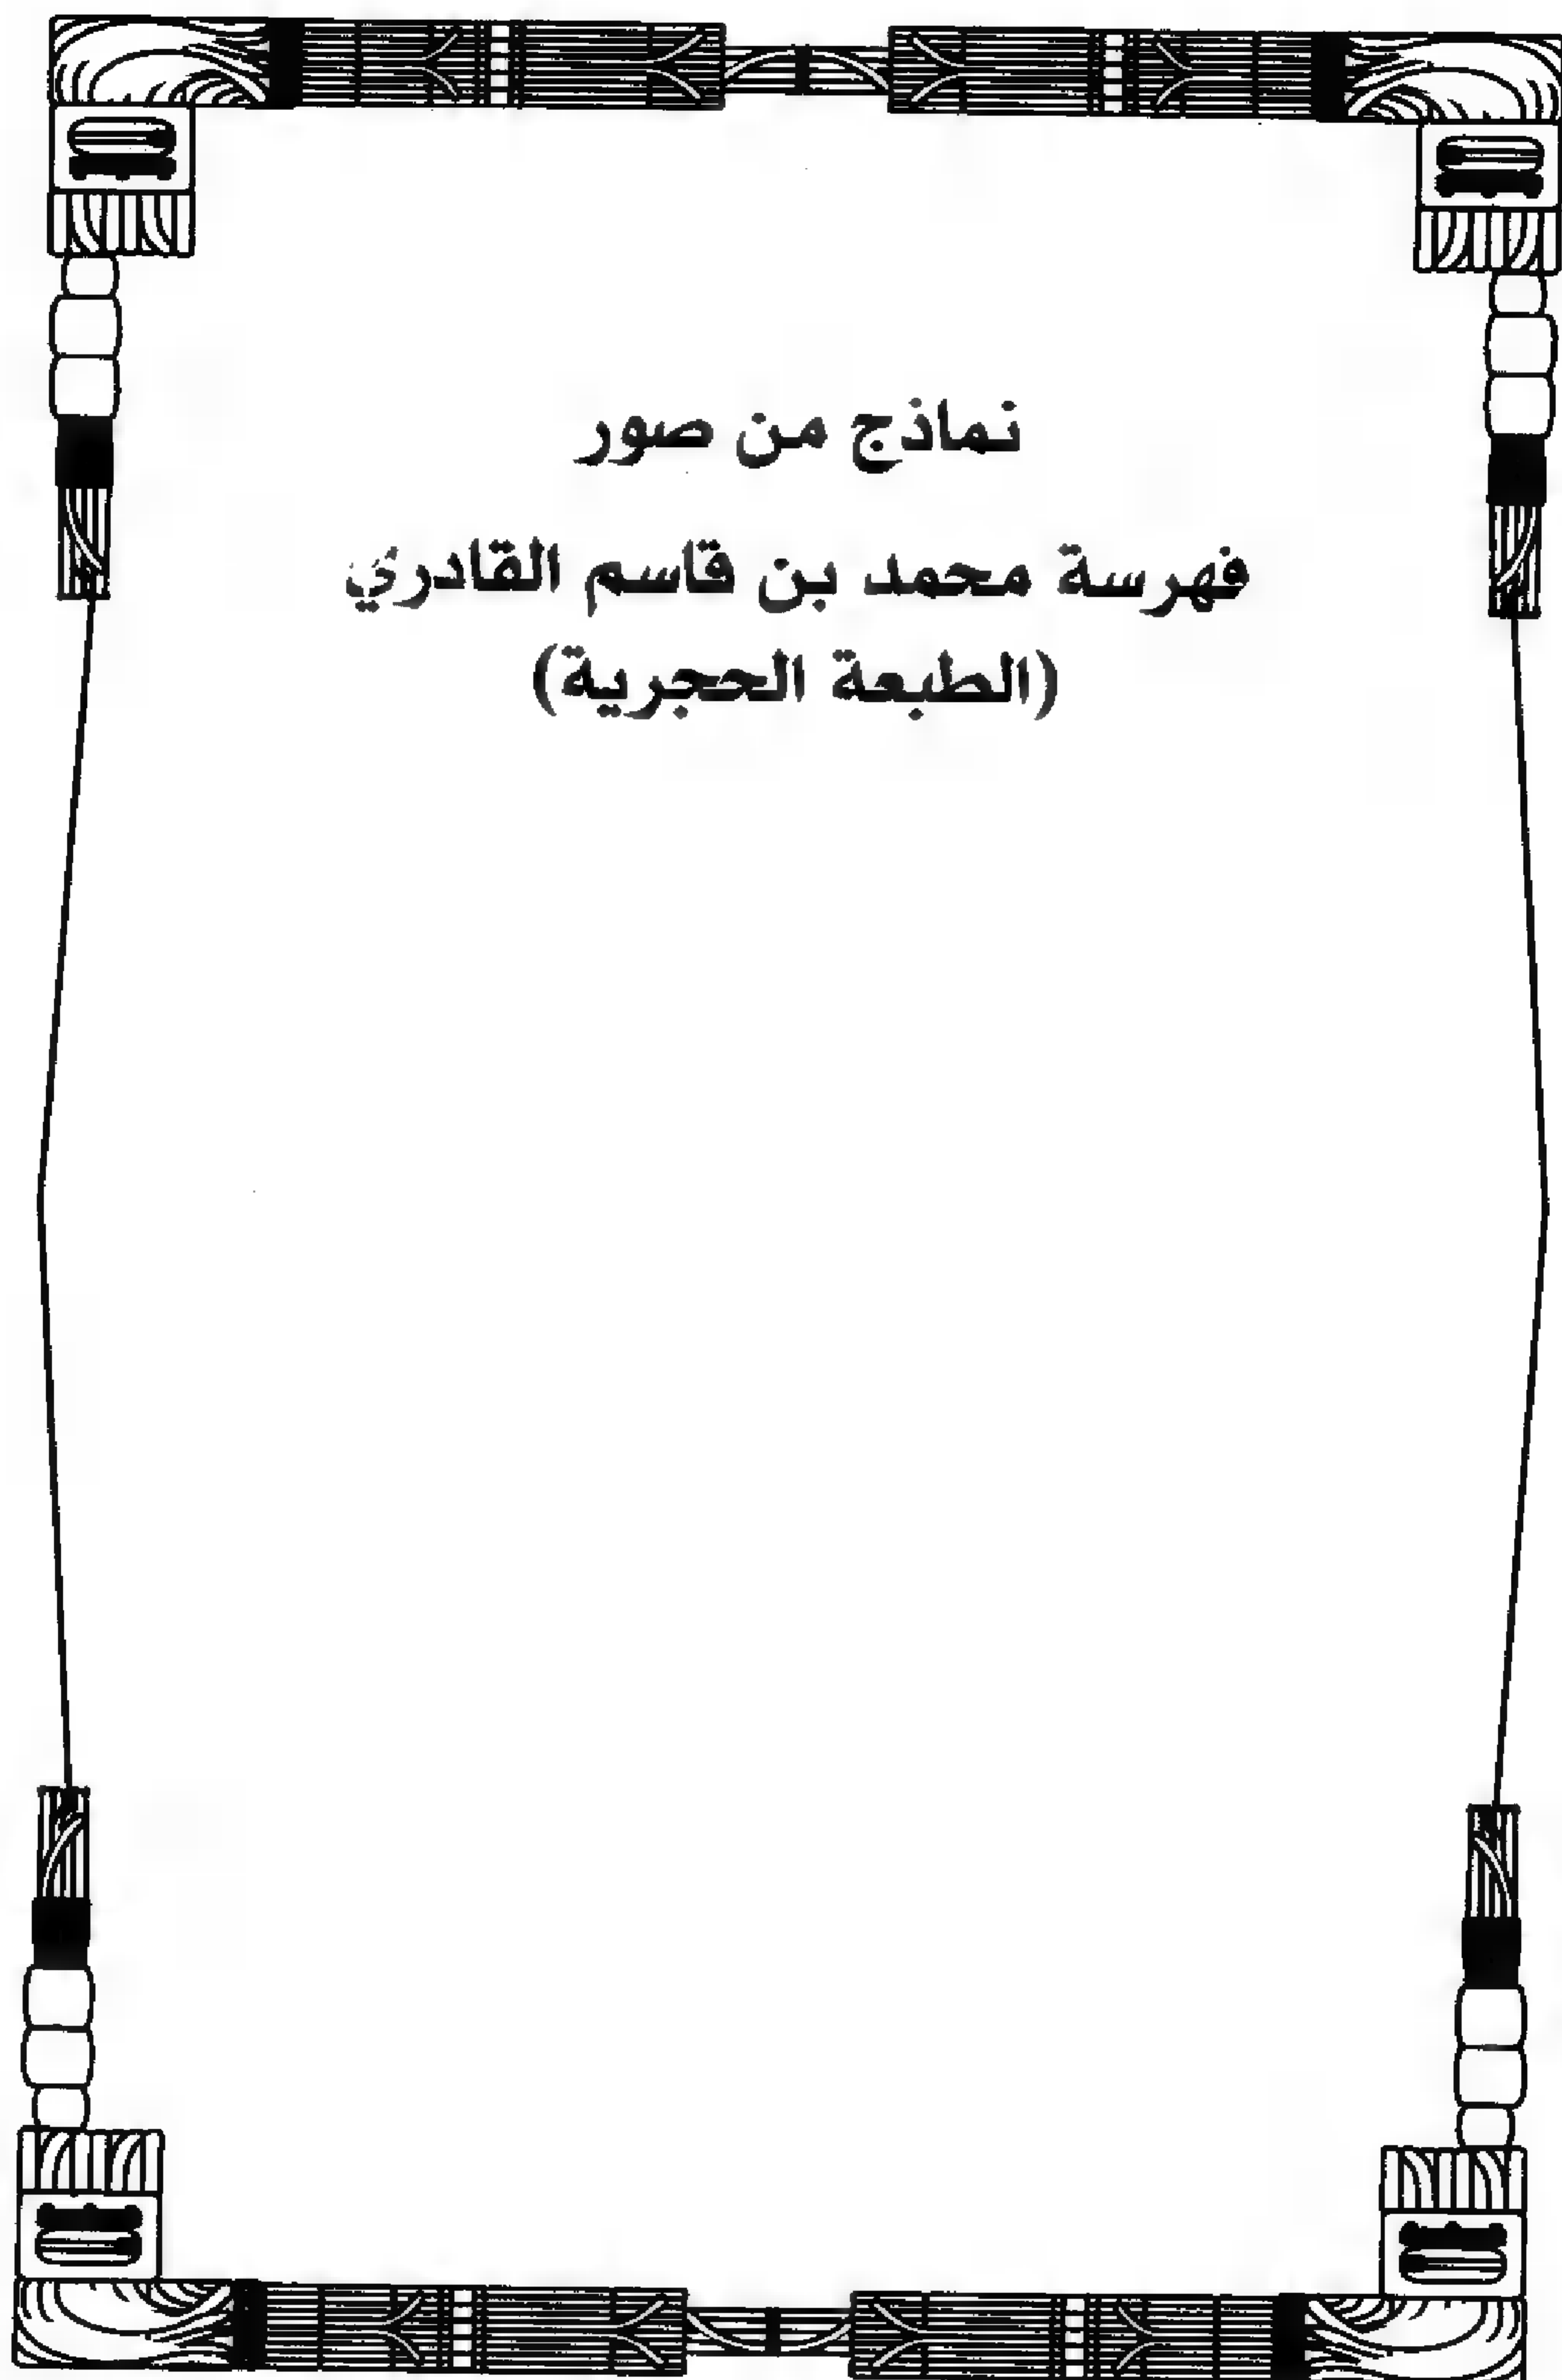 نماذج من صور
فهرسة محمد بن قاسم القادري
(الطبعة الحجرية)